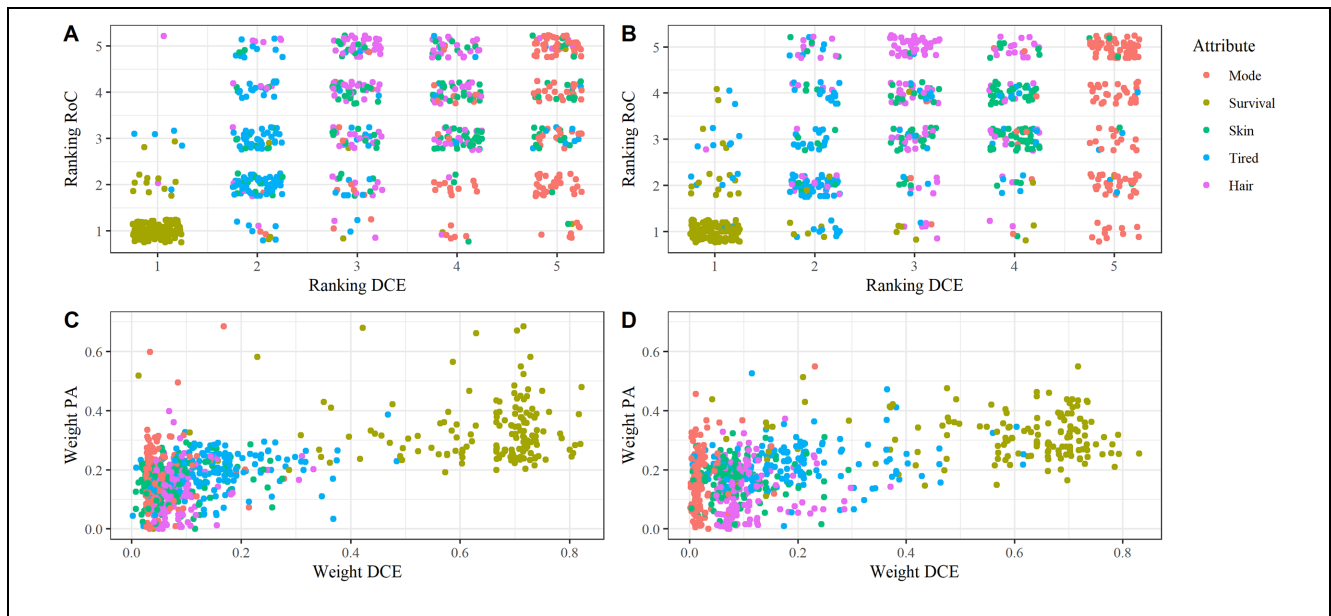 A
B
Ranking RoC
5
4
3
2
1
1 2 3 4 5
Ranking DCE
Ranking RoC
5
4
3
2
1
1 2 3 4 5
Ranking DCE
Attribute
Mode
Survival
Skin
Tired
Hair
C
D
Weight PA
0.6
0.4
0.2
0.0
0.0 0.2 0.4 0.6 0.8
Weight DCE
Weight PA
0.6
0.4
0.2
0.0
0.0 0.2 0.4 0.6 0.8
Weight DCE